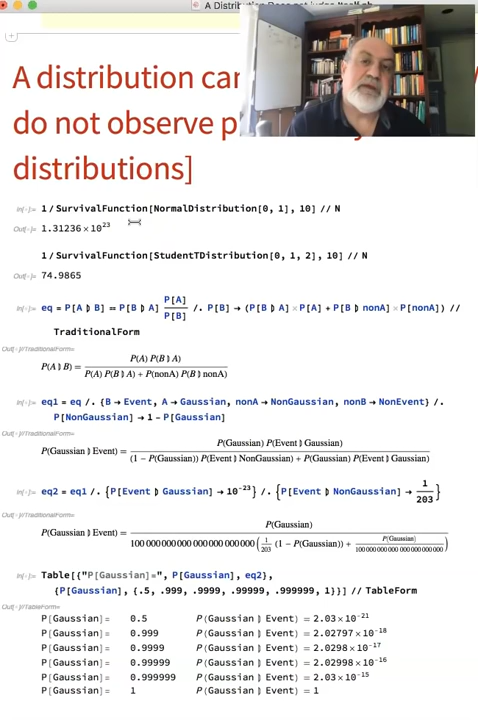 A Distribution Does not judge Itself.nb
A distribution can
do not observe p
distributions]
In[•]:= 1 / SurvivalFunction[NormalDistribution[0, 1], 10] // N
Out[•]= 1.31236 × 10^23
1 / SurvivalFunction[StudentTDistribution[0, 1, 2], 10] // N
Out[•]= 74.9865
In[•]:= eq = P[A ∣ B] == P[B ∣ A] P[A]/P[B] /. P[B] → (P[B ∣ A] × P[A] + P[B ∣ nonA] × P[nonA]) //
TraditionalForm
Out[•]//TraditionalForm=
P(A ∣ B) = P(A) P(B ∣ A) / (P(A) P(B ∣ A) + P(nonA) P(B ∣ nonA))
In[•]:= eq1 = eq /. {B → Event, A → Gaussian, nonA → NonGaussian, nonB → NonEvent} /.
P[NonGaussian] → 1 - P[Gaussian]
Out[•]//TraditionalForm=
P(Gaussian ∣ Event) = P(Gaussian) P(Event ∣ Gaussian) / ((1 - P(Gaussian)) P(Event ∣ NonGaussian) + P(Gaussian) P(Event ∣ Gaussian))
In[•]:= eq2 = eq1 /. {P[Event ∣ Gaussian] → 10^-23} /. {P[Event ∣ NonGaussian] → 1/203}
Out[•]//TraditionalForm=
P(Gaussian ∣ Event) = P(Gaussian) / (100 000 000 000 000 000 000 000 (1/203 (1 - P(Gaussian)) + P(Gaussian)/100 000 000 000 000 000 000 000))
In[•]:= Table[{"P[Gaussian]=", P[Gaussian], eq2},
{P[Gaussian], {.5, .999, .9999, .99999, .999999, 1}}] // TableForm
Out[•]//TableForm=
P[Gaussian]= 0.5 P(Gaussian ∣ Event) = 2.03 × 10^-21
P[Gaussian]= 0.999 P(Gaussian ∣ Event) = 2.02797 × 10^-18
P[Gaussian]= 0.9999 P(Gaussian ∣ Event) = 2.0298 × 10^-17
P[Gaussian]= 0.99999 P(Gaussian ∣ Event) = 2.02998 × 10^-16
P[Gaussian]= 0.999999 P(Gaussian ∣ Event) = 2.03 × 10^-15
P[Gaussian]= 1 P(Gaussian ∣ Event) = 1